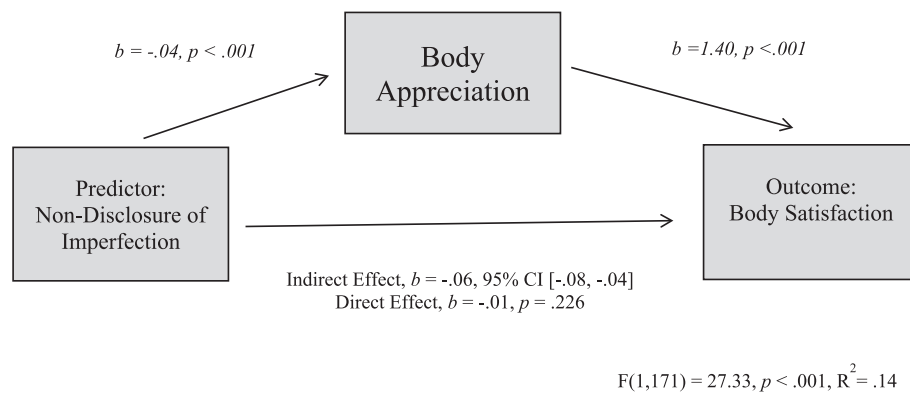 b = -.04, p < .001
Body
Appreciation
b =1.40, p <.001
Predictor:
Non-Disclosure of
Imperfection
Outcome:
Body Satisfaction
Indirect Effect, b = -.06, 95% CI [-.08, -.04]
Direct Effect, b = -.01, p = .226
F(1,171) = 27.33, p < .001, R²= .14